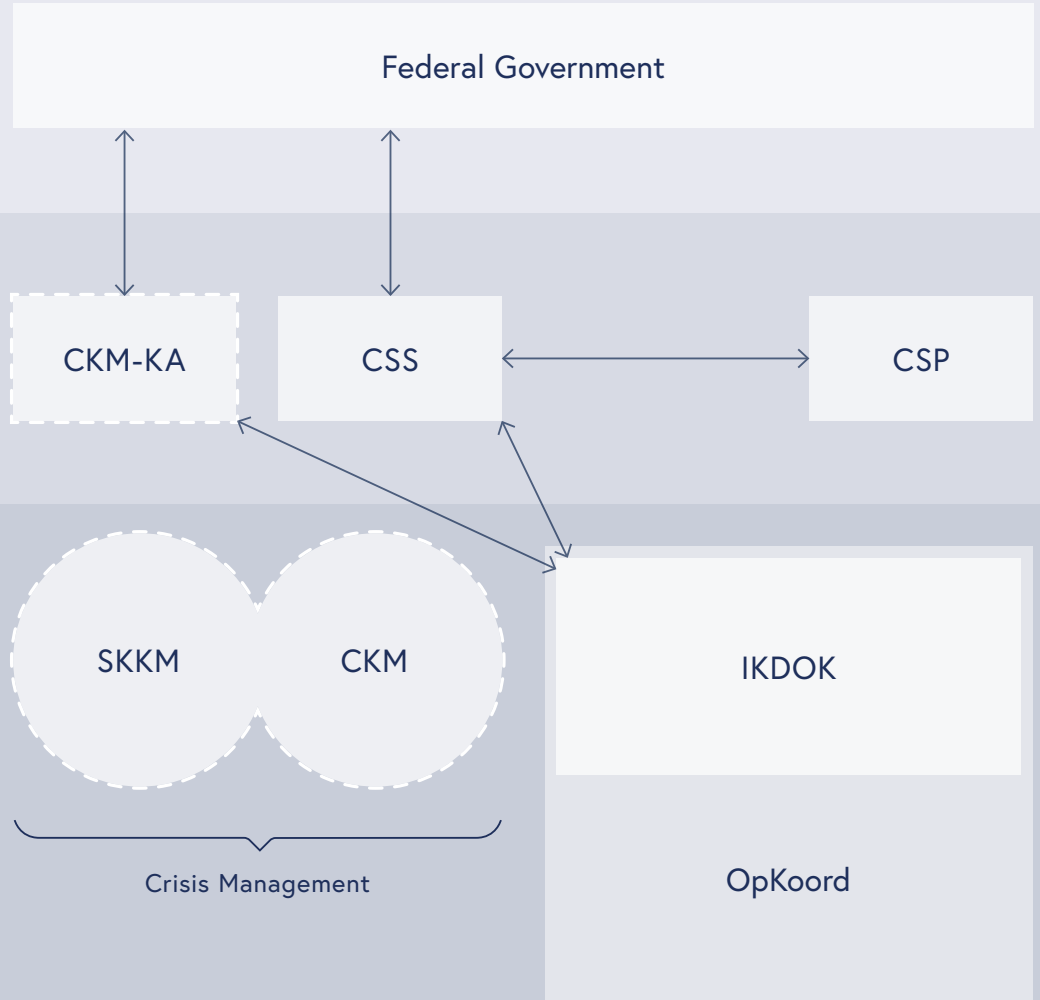 Federal Government
CKM-KA
CSS
CSP
SKKM
CKM
IKDOK
Crisis Management
OpKoord